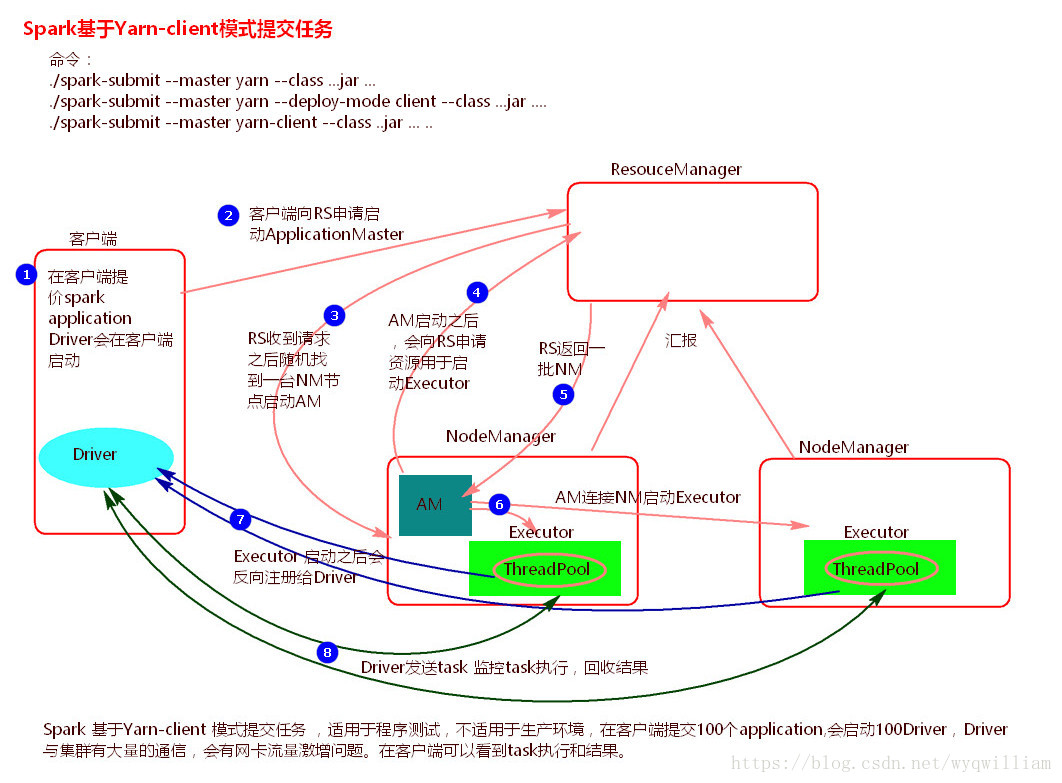 Spark基于Yarn-client模式提交任务
命令：
./spark-submit --master yarn --class ...jar ...
./spark-submit --master yarn --deploy-mode client --class ...jar ....
./spark-submit --master yarn-client --class ..jar ... ..
ResouceManager
2
客户端向RS申请启
动ApplicationMaster
客户端
1
在客户端提
价spark
application
Driver会在客户端
启动
3
RS收到请求
之后随机找
到一台NM节
点启动AM
4
AM启动之后
，会向RS申请
资源用于启
动Executor
RS返回一
批NM
5
汇报
NodeManager
NodeManager
Driver
AM
6
AM连接NM启动Executor
Executor
ThreadPool
Executor
ThreadPool
7
Executor 启动之后会
反向注册给Driver
8
Driver发送task 监控task执行，回收结果
Spark 基于Yarn-client 模式提交任务 ，适用于程序测试，不适用于生产环境，在客户端提交100个application,会启动100Driver，Driver
与集群有大量的通信，会有网卡流量激增问题。在客户端可以看到task执行和结果。
https://blog.csdn.net/wyqwilliam